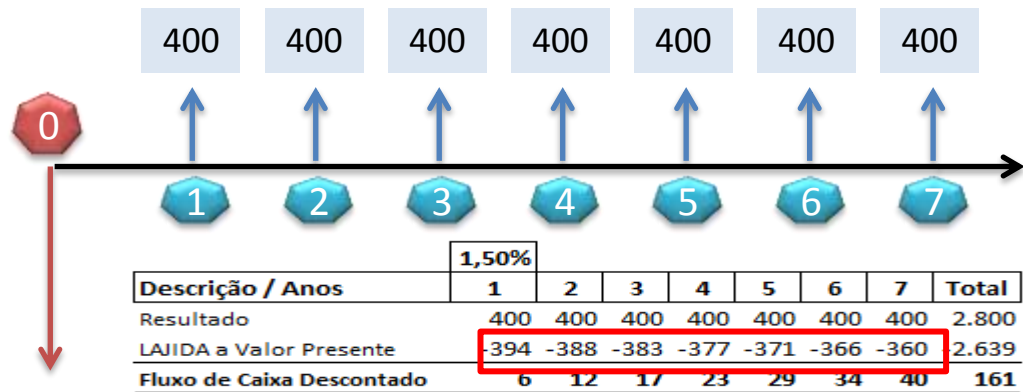 400 400 400 400 400 400 400
0
1 2 3 4 5 6 7
1,50%
Descrição / Anos 1 2 3 4 5 6 7 Total
Resultado 400 400 400 400 400 400 400 2.800
LAJIDA a Valor Presente -394 -388 -383 -377 -371 -366 -360 -2.639
Fluxo de Caixa Descontado 6 12 17 23 29 34 40 161